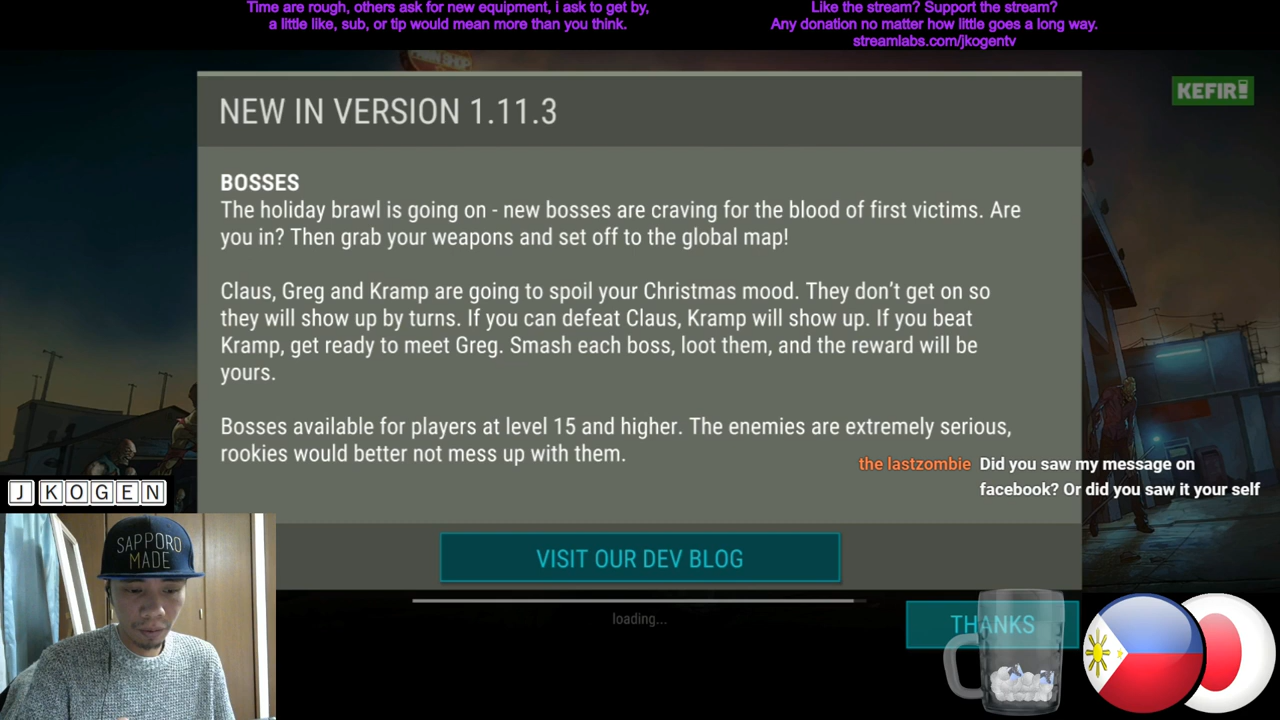 Time are rough, others ask for new equipment, i ask to get by,
a little like, sub, or tip would mean more than you think.
Like the stream? Support the stream?
Any donation no matter how little goes a long way.
streamlabs.com/jkogentv
KEFIR!
NEW IN VERSION 1.11.3
BOSSES
The holiday brawl is going on - new bosses are craving for the blood of first victims. Are
you in? Then grab your weapons and set off to the global map!
Claus, Greg and Kramp are going to spoil your Christmas mood. They don't get on so
they will show up by turns. If you can defeat Claus, Kramp will show up. If you beat
Kramp, get ready to meet Greg. Smash each boss, loot them, and the reward will be
yours.
Bosses available for players at level 15 and higher. The enemies are extremely serious,
rookies would better not mess up with them.
the lastzombie Did you saw my message on
facebook? Or did you saw it your self
J KOGEN
SAPPORO
MADE
VISIT OUR DEV BLOG
loading...
THANKS